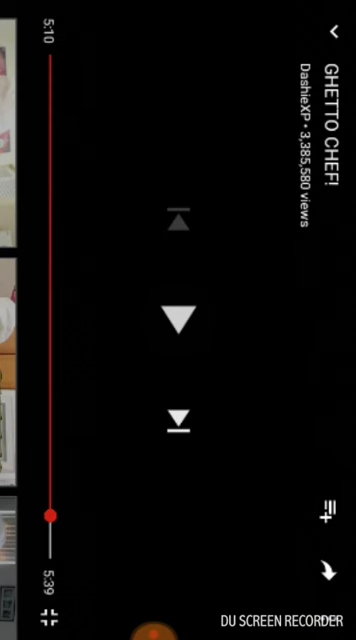 GHETTO CHEF!
DashieXP • 3,385,580 views
5:10
5:39
DU SCREEN RECORDER